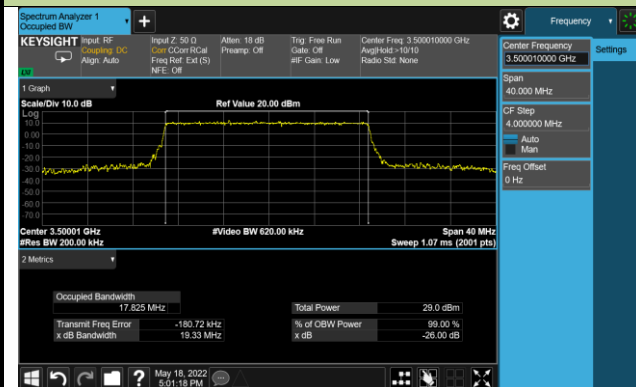 Spectrum Analyzer 1
Occupied BW
Frequency
KEYSIGHT
Input: RF
Coupling: DC
Align: Auto
Input Z: 50 Ω
Corr CCorr RCal
Freq Ref: Ext (S)
NFE: Off
Atten: 18 dB
Preamp: Off
Trig: Free Run
Gate: Off
#IF Gain: Low
Center Freq: 3.500010000 GHz
Avg|Hold:>10/10
Radio Std: None
Center Frequency
3.500010000 GHz
Settings
Span
40.000 MHz
CF Step
4.000000 MHz
Auto
Man
Freq Offset
0 Hz
1 Graph
Scale/Div 10.0 dB
Ref Value 20.00 dBm
Log
10.0
0.00
-10.0
-20.0
-30.0
-40.0
-50.0
-60.0
-70.0
Center 3.50001 GHz
#Video BW 620.00 kHz
Span 40 MHz
#Res BW 200.00 kHz
Sweep 1.07 ms (2001 pts)
2 Metrics
Occupied Bandwidth
17.825 MHz
Total Power
29.0 dBm
Transmit Freq Error
-180.72 kHz
% of OBW Power
99.00 %
x dB Bandwidth
19.33 MHz
x dB
-26.00 dB
May 18, 2022
5:01:18 PM